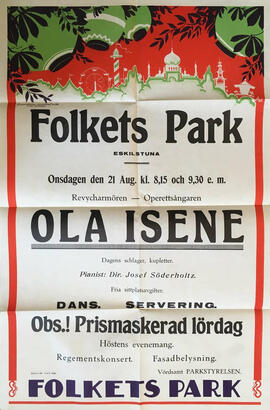 Folkets Park
ESKILSTUNA
Onsdagen den 21 Aug. kl. 8,15 och 9,30 e. m.
Revycharmören — Operettsångaren
OLA ISENE
Dagens schlager, kupletter.
Pianist: Dir. Josef Söderholtz.
Fria sittplatsavgifter.
DANS. SERVERING.
Obs.! Prismaskerad lördag
Höstens evenemang.
Regementskonsert. Fasadbelysning.
Vördsamt PARKSTYRELSEN.
FOLKETS PARK